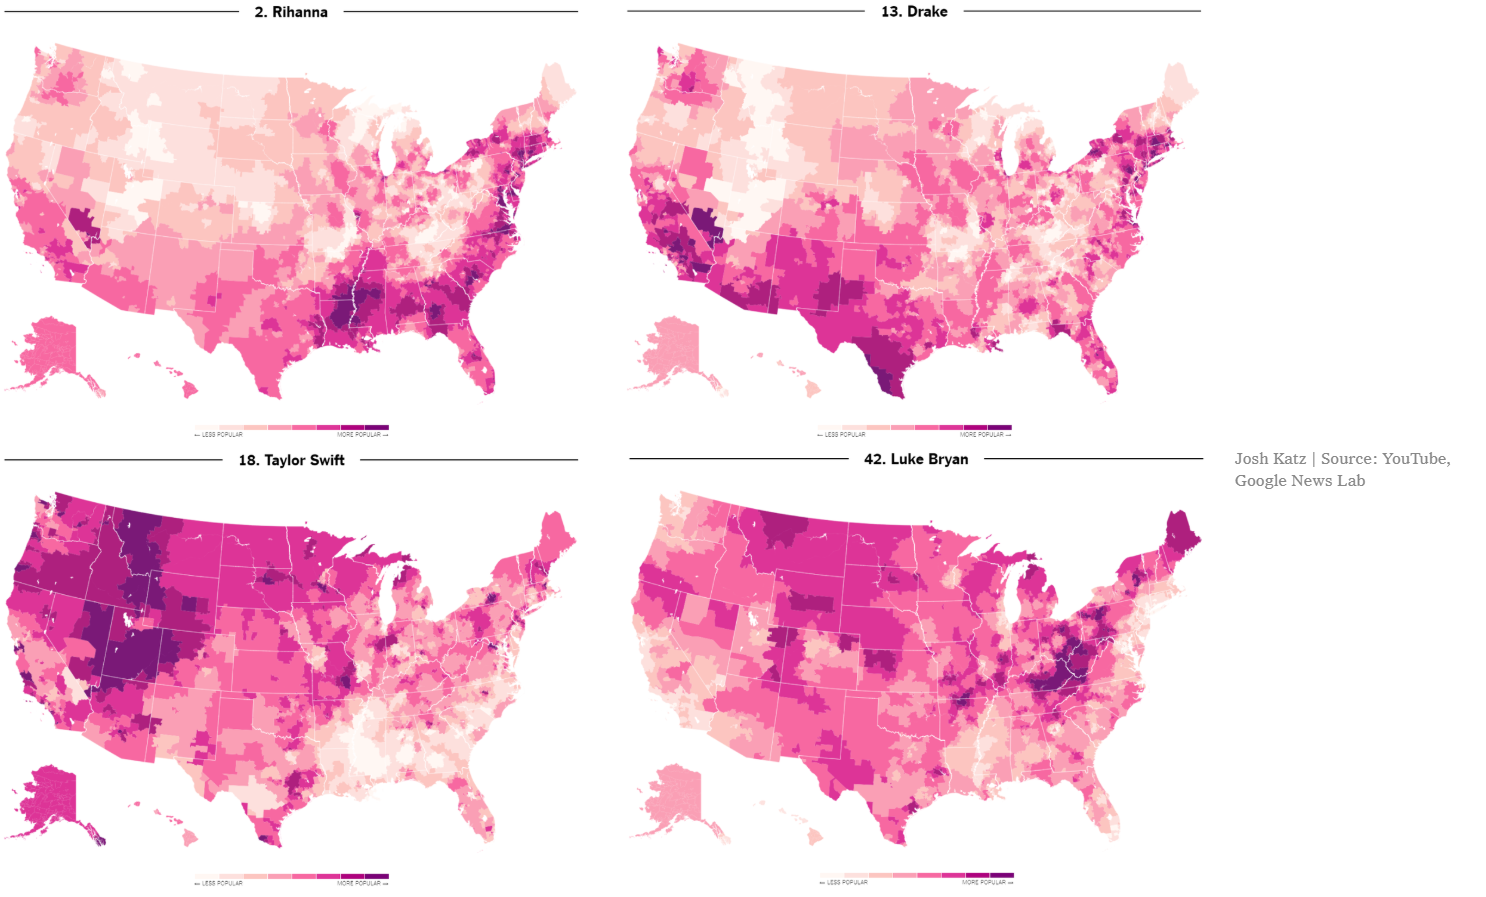 2. Rihanna
13. Drake
← LESS POPULAR
MORE POPULAR →
← LESS POPULAR
MORE POPULAR →
18. Taylor Swift
42. Luke Bryan
Josh Katz | Source: YouTube,
Google News Lab
← LESS POPULAR
MORE POPULAR →
← LESS POPULAR
MORE POPULAR →